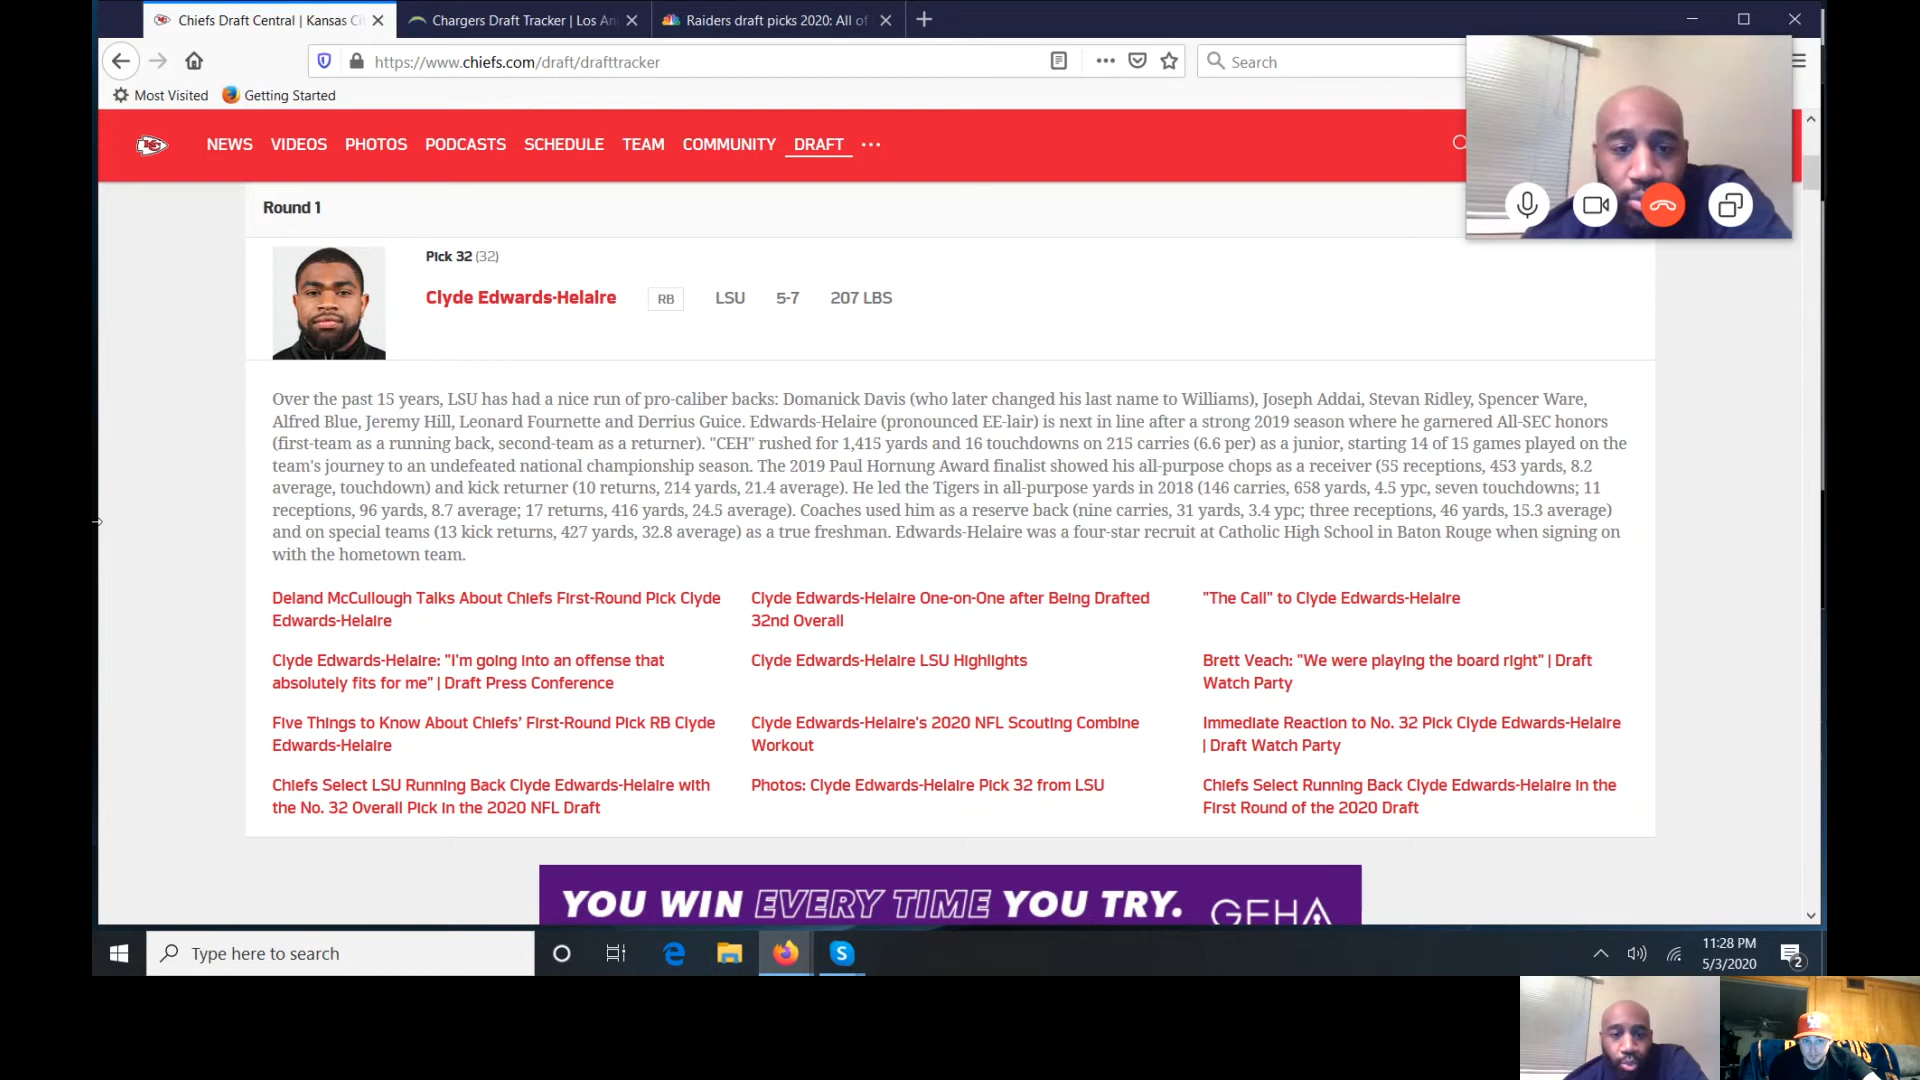 Chiefs Draft Central | Kansas Ci
Chargers Draft Tracker | Los An
Raiders draft picks 2020: All of
https://www.chiefs.com/draft/drafttracker
Search
Most Visited
Getting Started
NEWS VIDEOS PHOTOS PODCASTS SCHEDULE TEAM COMMUNITY DRAFT
Round 1
Pick 32 (32)
Clyde Edwards-Helaire RB LSU 5-7 207 LBS
Over the past 15 years, LSU has had a nice run of pro-caliber backs: Domanick Davis (who later changed his last name to Williams), Joseph Addai, Stevan Ridley, Spencer Ware,
Alfred Blue, Jeremy Hill, Leonard Fournette and Derrius Guice. Edwards-Helaire (pronounced EE-lair) is next in line after a strong 2019 season where he garnered All-SEC honors
(first-team as a running back, second-team as a returner). "CEH" rushed for 1,415 yards and 16 touchdowns on 215 carries (6.6 per) as a junior, starting 14 of 15 games played on the
team's journey to an undefeated national championship season. The 2019 Paul Hornung Award finalist showed his all-purpose chops as a receiver (55 receptions, 453 yards, 8.2
average, touchdown) and kick returner (10 returns, 214 yards, 21.4 average). He led the Tigers in all-purpose yards in 2018 (146 carries, 658 yards, 4.5 ypc, seven touchdowns; 11
receptions, 96 yards, 8.7 average; 17 returns, 416 yards, 24.5 average). Coaches used him as a reserve back (nine carries, 31 yards, 3.4 ypc; three receptions, 46 yards, 15.3 average)
and on special teams (13 kick returns, 427 yards, 32.8 average) as a true freshman. Edwards-Helaire was a four-star recruit at Catholic High School in Baton Rouge when signing on
with the hometown team.
Deland McCullough Talks About Chiefs First-Round Pick Clyde
Edwards-Helaire
Clyde Edwards-Helaire One-on-One after Being Drafted
32nd Overall
"The Call" to Clyde Edwards-Helaire
Clyde Edwards-Helaire: "I'm going into an offense that
absolutely fits for me" | Draft Press Conference
Clyde Edwards-Helaire LSU Highlights
Brett Veach: "We were playing the board right" | Draft
Watch Party
Five Things to Know About Chiefs' First-Round Pick RB Clyde
Edwards-Helaire
Clyde Edwards-Helaire's 2020 NFL Scouting Combine
Workout
Immediate Reaction to No. 32 Pick Clyde Edwards-Helaire
| Draft Watch Party
Chiefs Select LSU Running Back Clyde Edwards-Helaire with
the No. 32 Overall Pick in the 2020 NFL Draft
Photos: Clyde Edwards-Helaire Pick 32 from LSU
Chiefs Select Running Back Clyde Edwards-Helaire in the
First Round of the 2020 Draft
YOU WIN EVERY TIME YOU TRY. GEHA
Type here to search
11:28 PM
5/3/2020
2